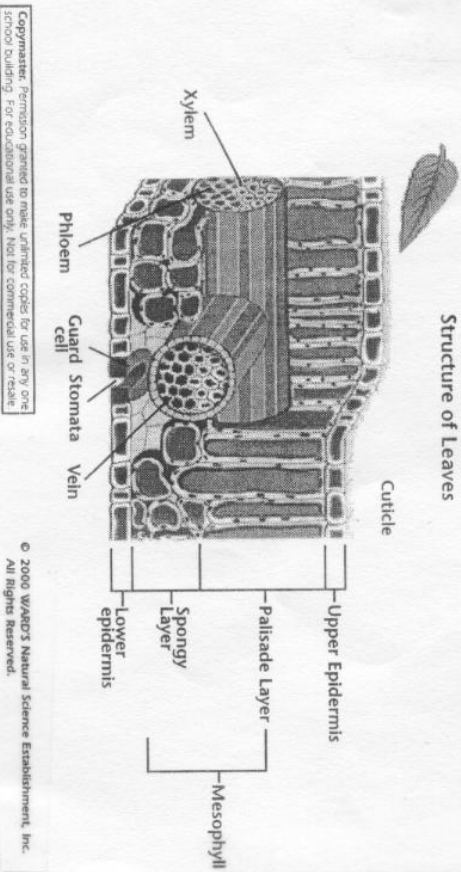 Structure of Leaves
Cuticle
Xylem
Upper Epidermis
Palisade Layer
Mesophyll
Spongy
Layer
Lower
epidermis
Phloem
Guard
cell
Stomata
Vein
Copymaster. Permission granted to make unlimited copies for use in any one
school building. For educational use only. Not for commercial use or resale.
© 2000 WARD'S Natural Science Establishment, Inc.
All Rights Reserved.